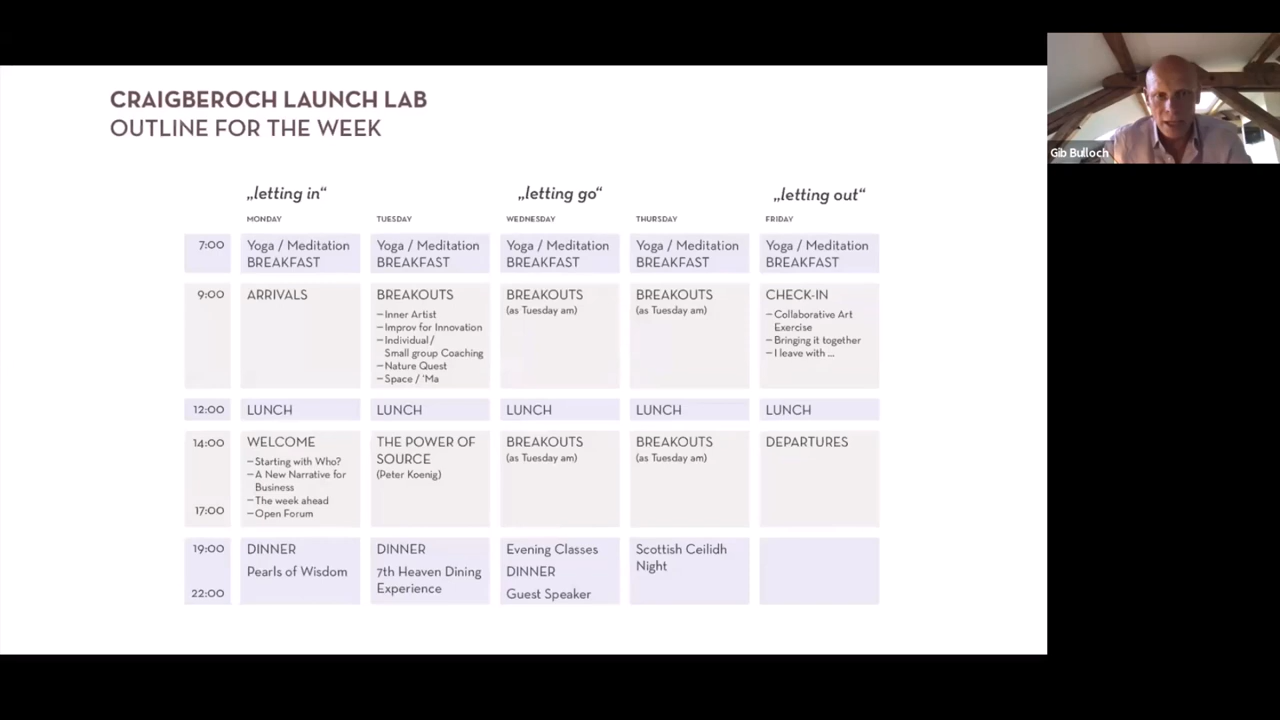 CRAIGBEROCH LAUNCH LAB
OUTLINE FOR THE WEEK
Gib Bulloch
„letting in“
„letting go“
„letting out“
MONDAY
TUESDAY
WEDNESDAY
THURSDAY
FRIDAY
7:00
Yoga / Meditation
BREAKFAST
Yoga / Meditation
BREAKFAST
Yoga / Meditation
BREAKFAST
Yoga / Meditation
BREAKFAST
Yoga / Meditation
BREAKFAST
9:00
ARRIVALS
BREAKOUTS
– Inner Artist
– Improv for Innovation
– Individual/
Small group Coaching
– Nature Quest
– Space / 'Ma
BREAKOUTS
(as Tuesday am)
BREAKOUTS
(as Tuesday am)
CHECK-IN
– Collaborative Art
Exercise
– Bringing it together
– I leave with ...
12:00
LUNCH
LUNCH
LUNCH
LUNCH
LUNCH
14:00
17:00
WELCOME
– Starting with Who?
– A New Narrative for
Business
– The week ahead
– Open Forum
THE POWER OF
SOURCE
(Peter Koenig)
BREAKOUTS
(as Tuesday am)
BREAKOUTS
(as Tuesday am)
DEPARTURES
19:00
22:00
DINNER
Pearls of Wisdom
DINNER
7th Heaven Dining
Experience
Evening Classes
DINNER
Guest Speaker
Scottish Ceilidh
Night